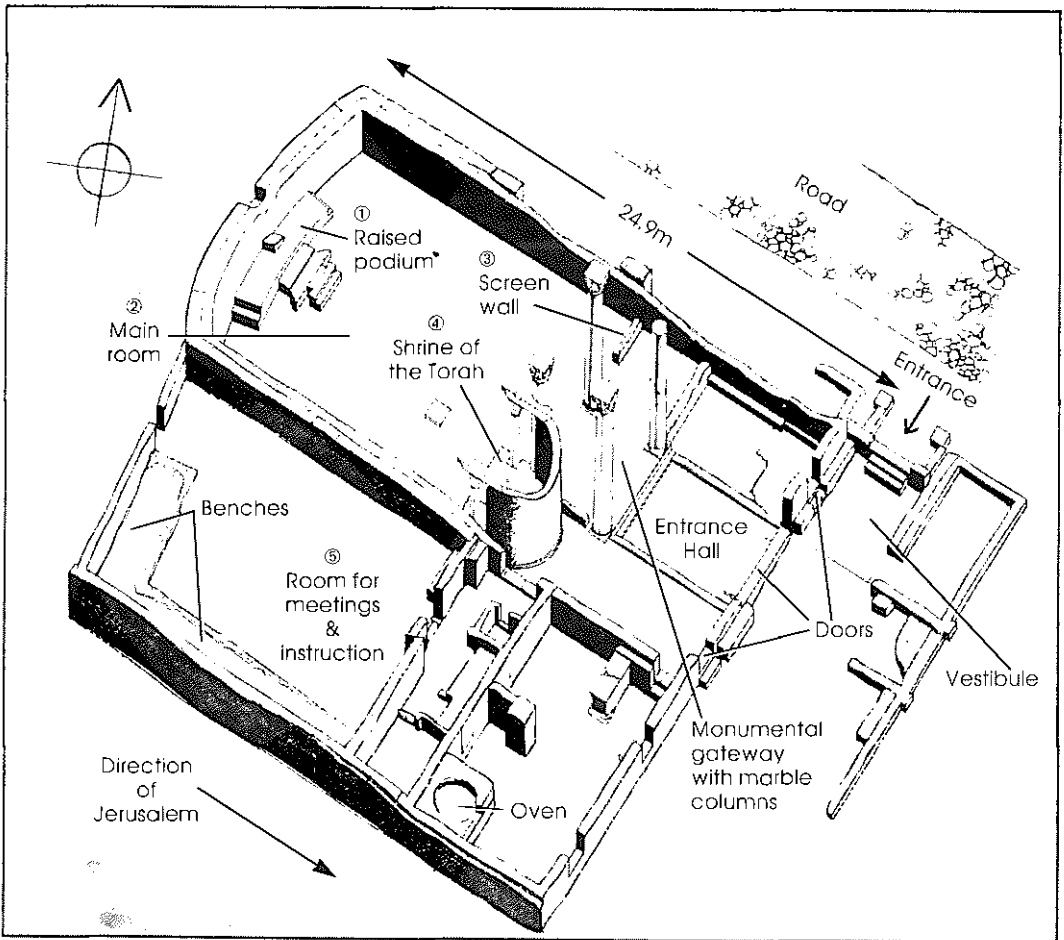 24.9m
Road
①
Raised
podium
③
Screen
wall
②
Main
room
④
Shrine of
the Torah
Entrance
Benches
Entrance
Hall
⑤
Room for
meetings
&
instruction
Doors
Vestibule
Monumental
gateway
with marble
columns
Direction
of
Jerusalem
Oven